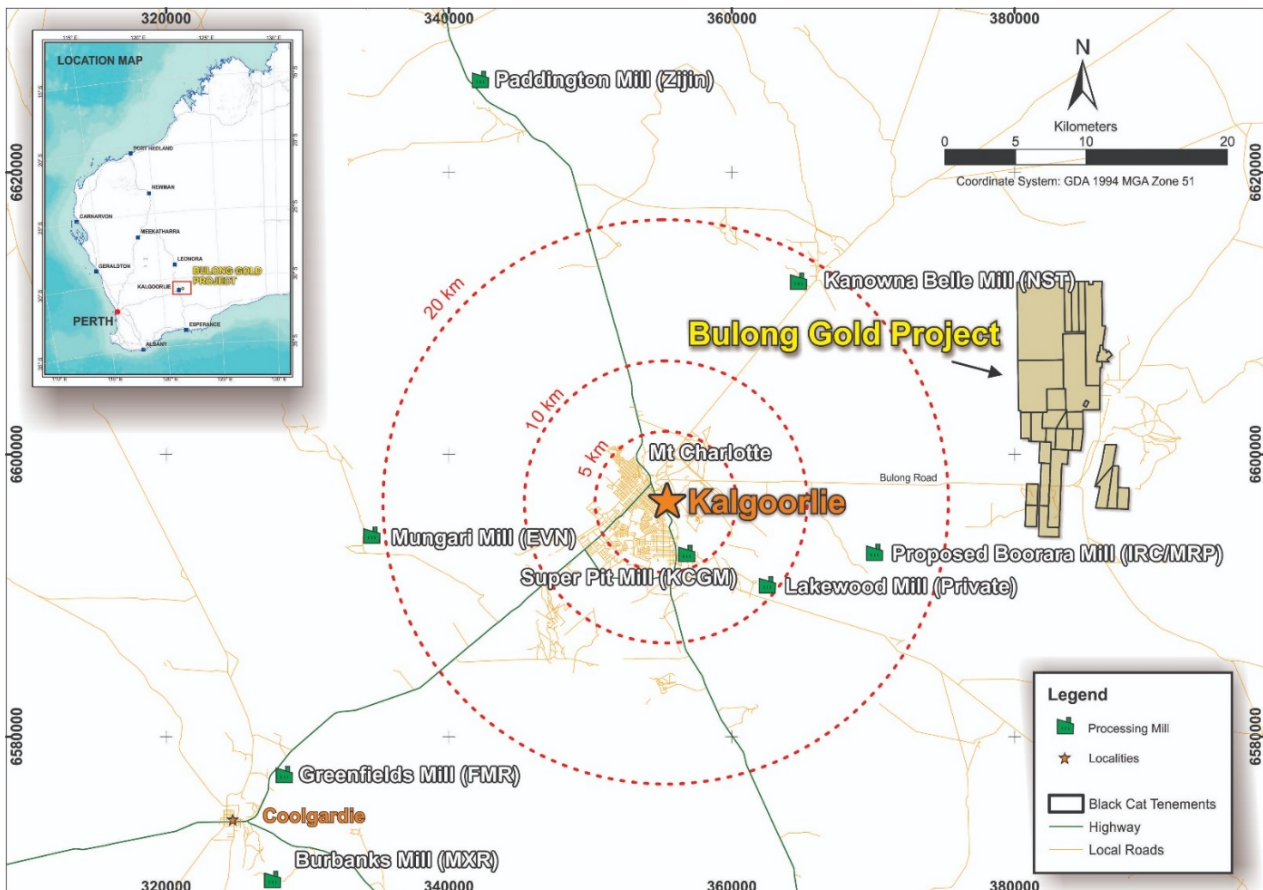 320000
340000
360000
380000
LOCATION MAP
PORT HEDLAND
NEWMAN
CARNARVON
MEEKATHARRA
LEONORA
GERALDTON
BULONG GOLD
PROJECT
KALGOORLIE
PERTH
ESPERANCE
ALBANY
Paddington Mill (Zijin)
N
Kilometers
0
5
10
20
Coordinate System: GDA 1994 MGA Zone 51
6620000
6620000
20 km
Kanowna Belle Mill (NST)
Bulong Gold Project
10 km
5 km
Mt Charlotte
6600000
6600000
Bulong Road
Kalgoorlie
Mungari Mill (EVN)
Proposed Boorara Mill (IRC/MRP)
Super Pit Mill (KCGM)
Lakewood Mill (Private)
6580000
6580000
Greenfields Mill (FMR)
Coolgardie
Burbanks Mill (MXR)
Legend
Processing Mill
Localities
Black Cat Tenements
Highway
Local Roads
320000
340000
360000
380000